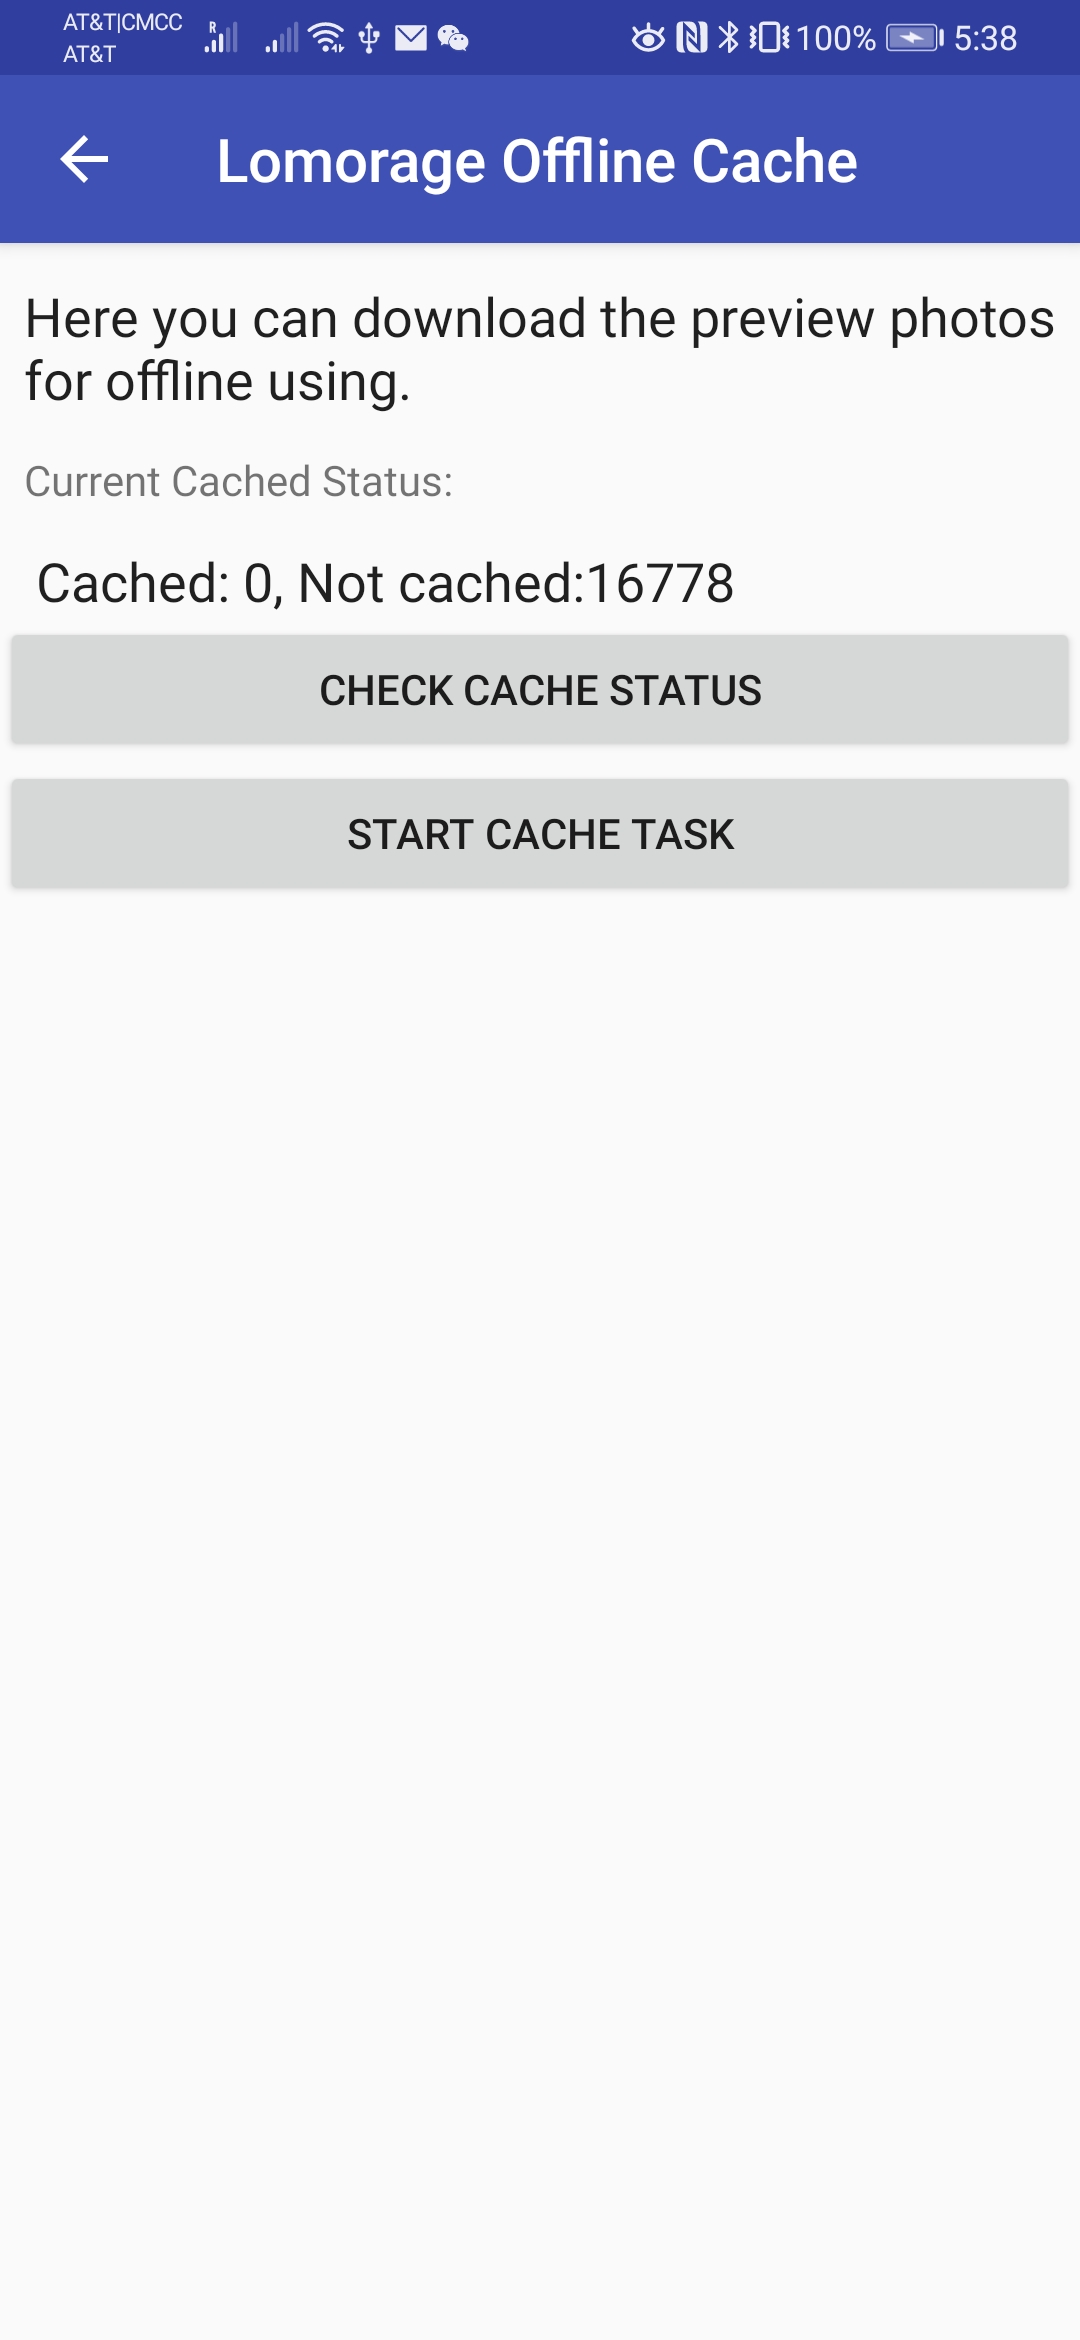 AT&T|CMCC
AT&T
R
100%
5:38
Lomorage Offline Cache
Here you can download the preview photos
for offline using.
Current Cached Status:
Cached: 0, Not cached:16778
CHECK CACHE STATUS
START CACHE TASK